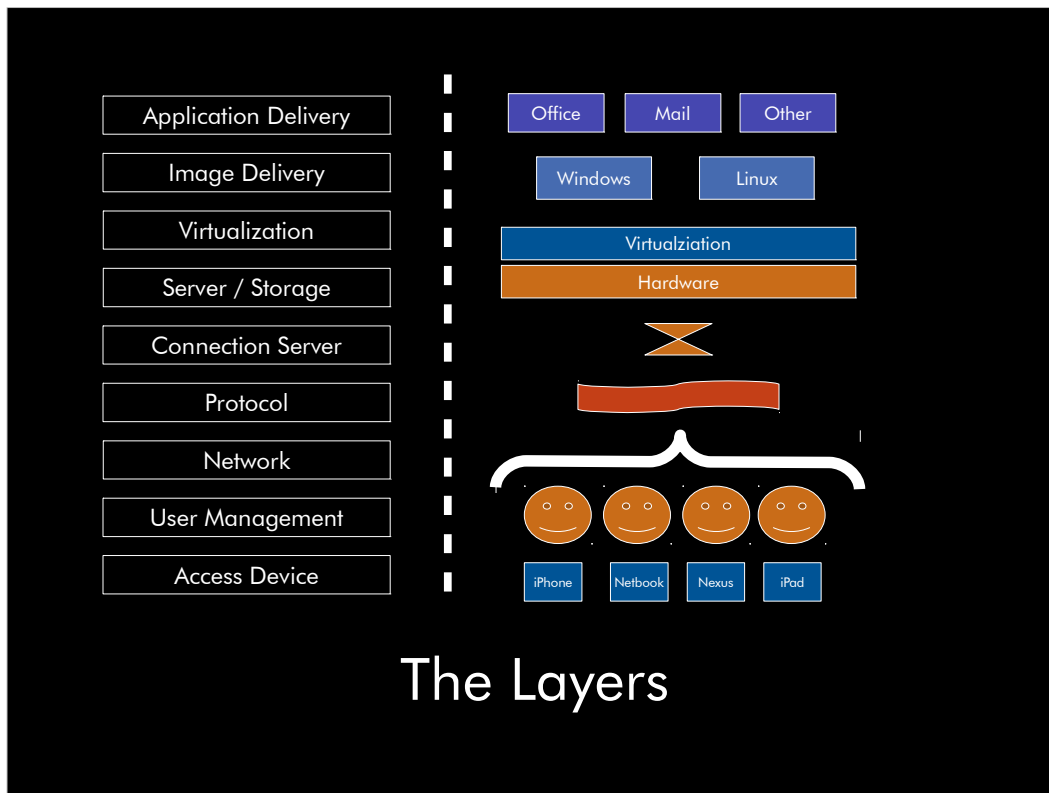 Application Delivery
Image Delivery
Virtualization
Server / Storage
Connection Server
Protocol
Network
User Management
Access Device
Office Mail Other
Windows Linux
Virtualziation
Hardware
iPhone Netbook Nexus iPad
The Layers